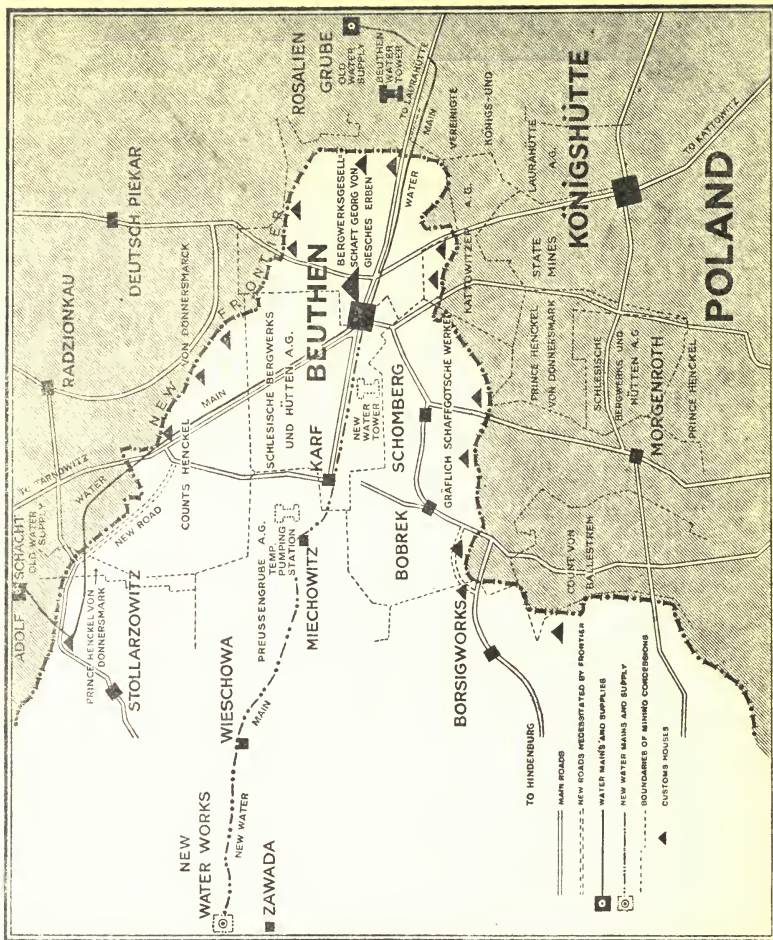 ADOLF SCHACHT
OLD WATER
SUPPLY
TO TARNOWITZ
RADZIONKAU
DEUTSCH PIEKAR
ROSALIEN
GRUBE
OLD
WATER
SUPPLY
BEUTHEN
WATER
TOWER
TO LAURAHÜTTE
MAIN
WATER
NEW FRONTIER
VON DONNERSMARCK
COUNTS HENCKEL
WATER
MAIN
NEW ROAD
PRINCE HENCKEL VON
DONNERSMARK
STOLLARZOWITZ
SCHLESISCHE BERGWERKS
UND HÜTTEN A.G.
BEUTHEN
BERGWERKSGESELL-
SCHAFT GEORG VON
GIESCHES ERBEN
VEREINIGTE
KÖNIGS-UND
LAURAHÜTTE
A.G.
KATTOWITZER A.G.
NEW
WATER WORKS
ZAWADA
WIESCHOWA
NEW WATER
MAIN
PREUSSENGRUBE A.G.
TEMP.
PUMPING
STATION
MIECHOWITZ
KARF
NEW
WATER
TOWER
SCHOMBERG
BOBREK
GRÄFLICH SCHAFFGOTSCHE WERKE
BORSIGWORKS
TO HINDENBURG
COUNT VON
BALLESTREM
PRINCE HENCKEL
VON DONNERSMARK
STATE
MINES
SCHLESISCHE
BERGWERKS UND
HÜTTEN A.G
MORGENROTH
PRINCE HENCKEL
KÖNIGSHÜTTE
TO KATTOWITZ
POLAND
MAIN ROADS
NEW ROADS NECESSITATED BY FRONTIER
WATER MAINS AND SUPPLIES
NEW WATER MAINS AND SUPPLY
BOUNDARIES OF MINING CONCESSIONS
CUSTOMS HOUSES